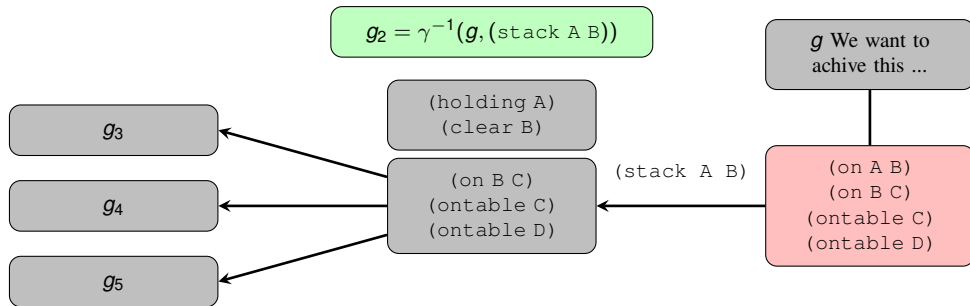 g₂ = γ⁻¹(g, (stack A B))
g We want to
achive this ...
(holding A)
(clear B)
g₃
g₄
g₅
(on B C)
(ontable C)
(ontable D)
(stack A B)
(on A B)
(on B C)
(ontable C)
(ontable D)